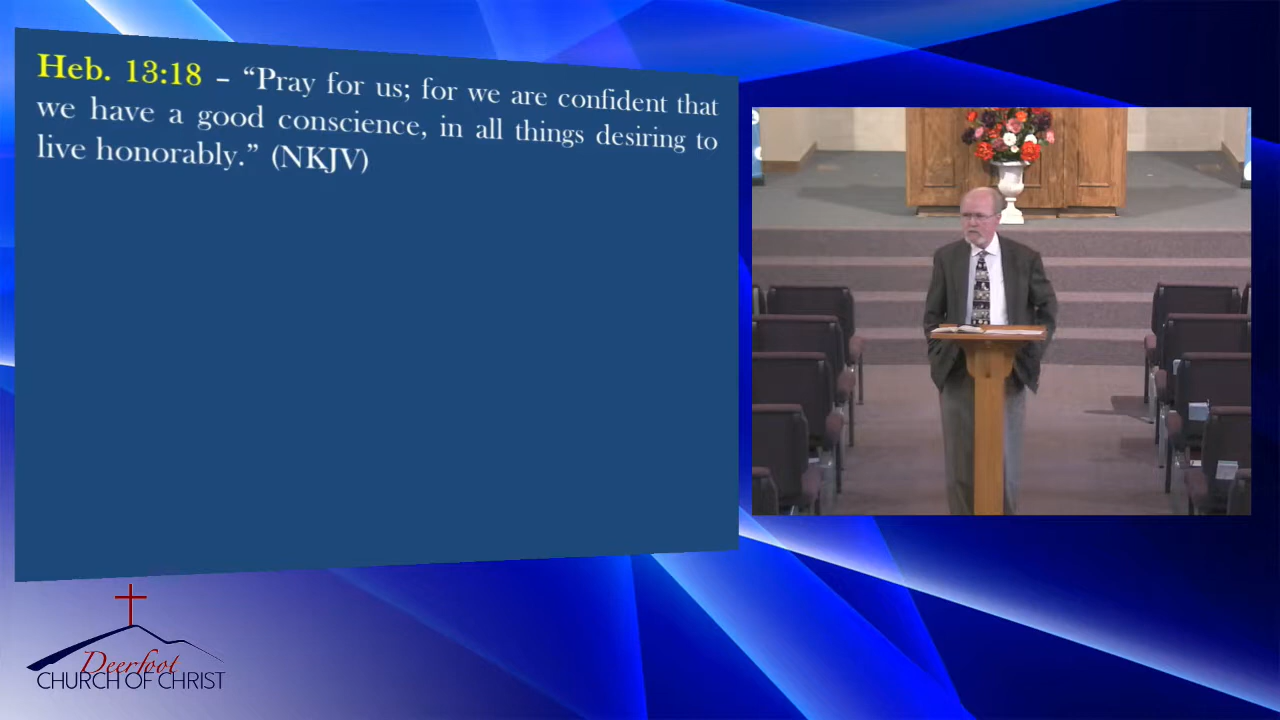 Heb. 13:18 – “Pray for us; for we are confident that
we have a good conscience, in all things desiring to
live honorably.” (NKJV)
Deerfoot
CHURCH OF CHRIST